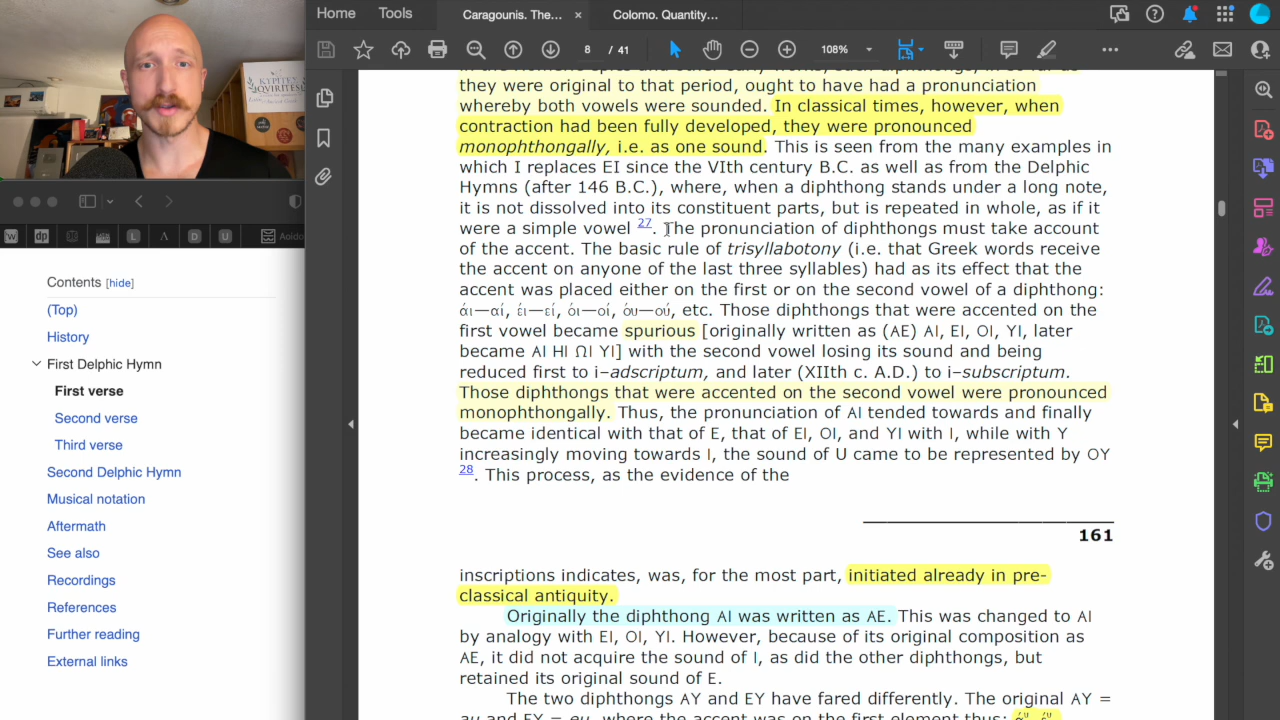 Home Tools Caragounis. The... × Colomo. Quantity...
8 / 41 108%
ΚΥΡΙΤΕΣ
QVIRITES
they were original to that period, ought to have had a pronunciation
whereby both vowels were sounded. In classical times, however, when
contraction had been fully developed, they were pronounced
monophthongally, i.e. as one sound. This is seen from the many examples in
which I replaces EI since the VIth century B.C. as well as from the Delphic
Hymns (after 146 B.C.), where, when a diphthong stands under a long note,
it is not dissolved into its constituent parts, but is repeated in whole, as if it
were a simple vowel 27. The pronunciation of diphthongs must take account
of the accent. The basic rule of trisyllabotony (i.e. that Greek words receive
the accent on anyone of the last three syllables) had as its effect that the
accent was placed either on the first or on the second vowel of a diphthong:
άι—αί, έι—εί, όι—οί, όυ—ού, etc. Those diphthongs that were accented on the
first vowel became spurious [originally written as (AE) AI, EI, OI, YI, later
became AI HI ΩI YI] with the second vowel losing its sound and being
reduced first to i–adscriptum, and later (XIIth c. A.D.) to i–subscriptum.
Those diphthongs that were accented on the second vowel were pronounced
monophthongally. Thus, the pronunciation of AI tended towards and finally
became identical with that of E, that of EI, OI, and YI with I, while with Y
increasingly moving towards I, the sound of U came to be represented by OY
28. This process, as the evidence of the
161
inscriptions indicates, was, for the most part, initiated already in pre-
classical antiquity.
Originally the diphthong AI was written as AE. This was changed to AI
by analogy with EI, OI, YI. However, because of its original composition as
AE, it did not acquire the sound of I, as did the other diphthongs, but
retained its original sound of E.
The two diphthongs AY and EY have fared differently. The original AY =
W dp L Λ D U Aoido
Contents [hide]
(Top)
History
First Delphic Hymn
First verse
Second verse
Third verse
Second Delphic Hymn
Musical notation
Aftermath
See also
Recordings
References
Further reading
External links